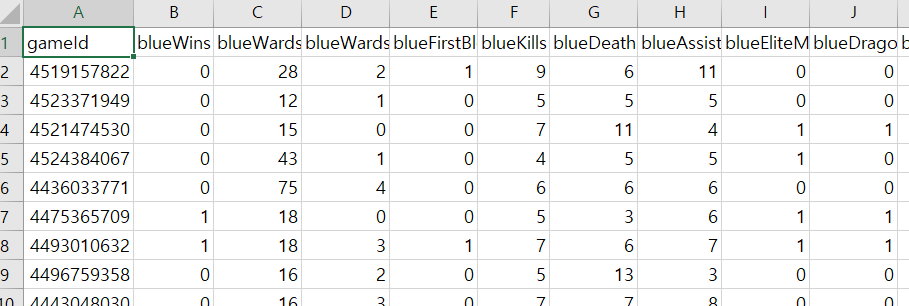 A B C D E F G H I J
1 gameId blueWins blueWards blueWards blueFirstBl blueKills blueDeath blueAssist blueEliteM blueDrago b
2 4519157822 0 28 2 1 9 6 11 0 0
3 4523371949 0 12 1 0 5 5 5 0 0
4 4521474530 0 15 0 0 7 11 4 1 1
5 4524384067 0 43 1 0 4 5 5 1 0
6 4436033771 0 75 4 0 6 6 6 0 0
7 4475365709 1 18 0 0 5 3 6 1 1
8 4493010632 1 18 3 1 7 6 7 1 1
9 4496759358 0 16 2 0 5 13 3 0 0
10 4443048030 0 16 3 0 7 7 8 0 0